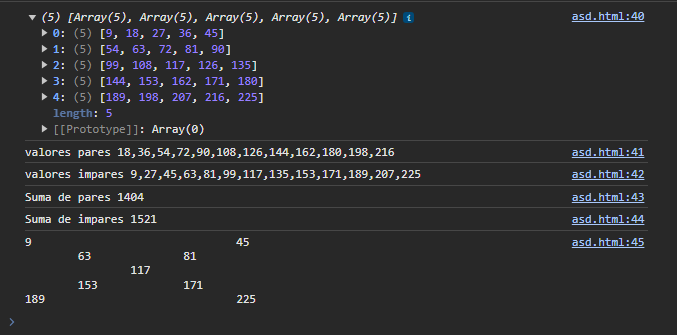 ▼ (5) [Array(5), Array(5), Array(5), Array(5), Array(5)] i asd.html:40
▶ 0: (5) [9, 18, 27, 36, 45]
▶ 1: (5) [54, 63, 72, 81, 90]
▶ 2: (5) [99, 108, 117, 126, 135]
▶ 3: (5) [144, 153, 162, 171, 180]
▶ 4: (5) [189, 198, 207, 216, 225]
length: 5
▶ [[Prototype]]: Array(0)
valores pares 18,36,54,72,90,108,126,144,162,180,198,216 asd.html:41
valores impares 9,27,45,63,81,99,117,135,153,171,189,207,225 asd.html:42
Suma de pares 1404 asd.html:43
Suma de impares 1521 asd.html:44
9 45 asd.html:45
63 81
117
153 171
189 225
>